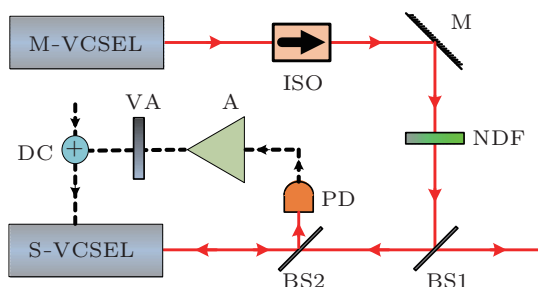 M-VCSEL
M
ISO
VA
A
NDF
DC
+
PD
S-VCSEL
BS2
BS1